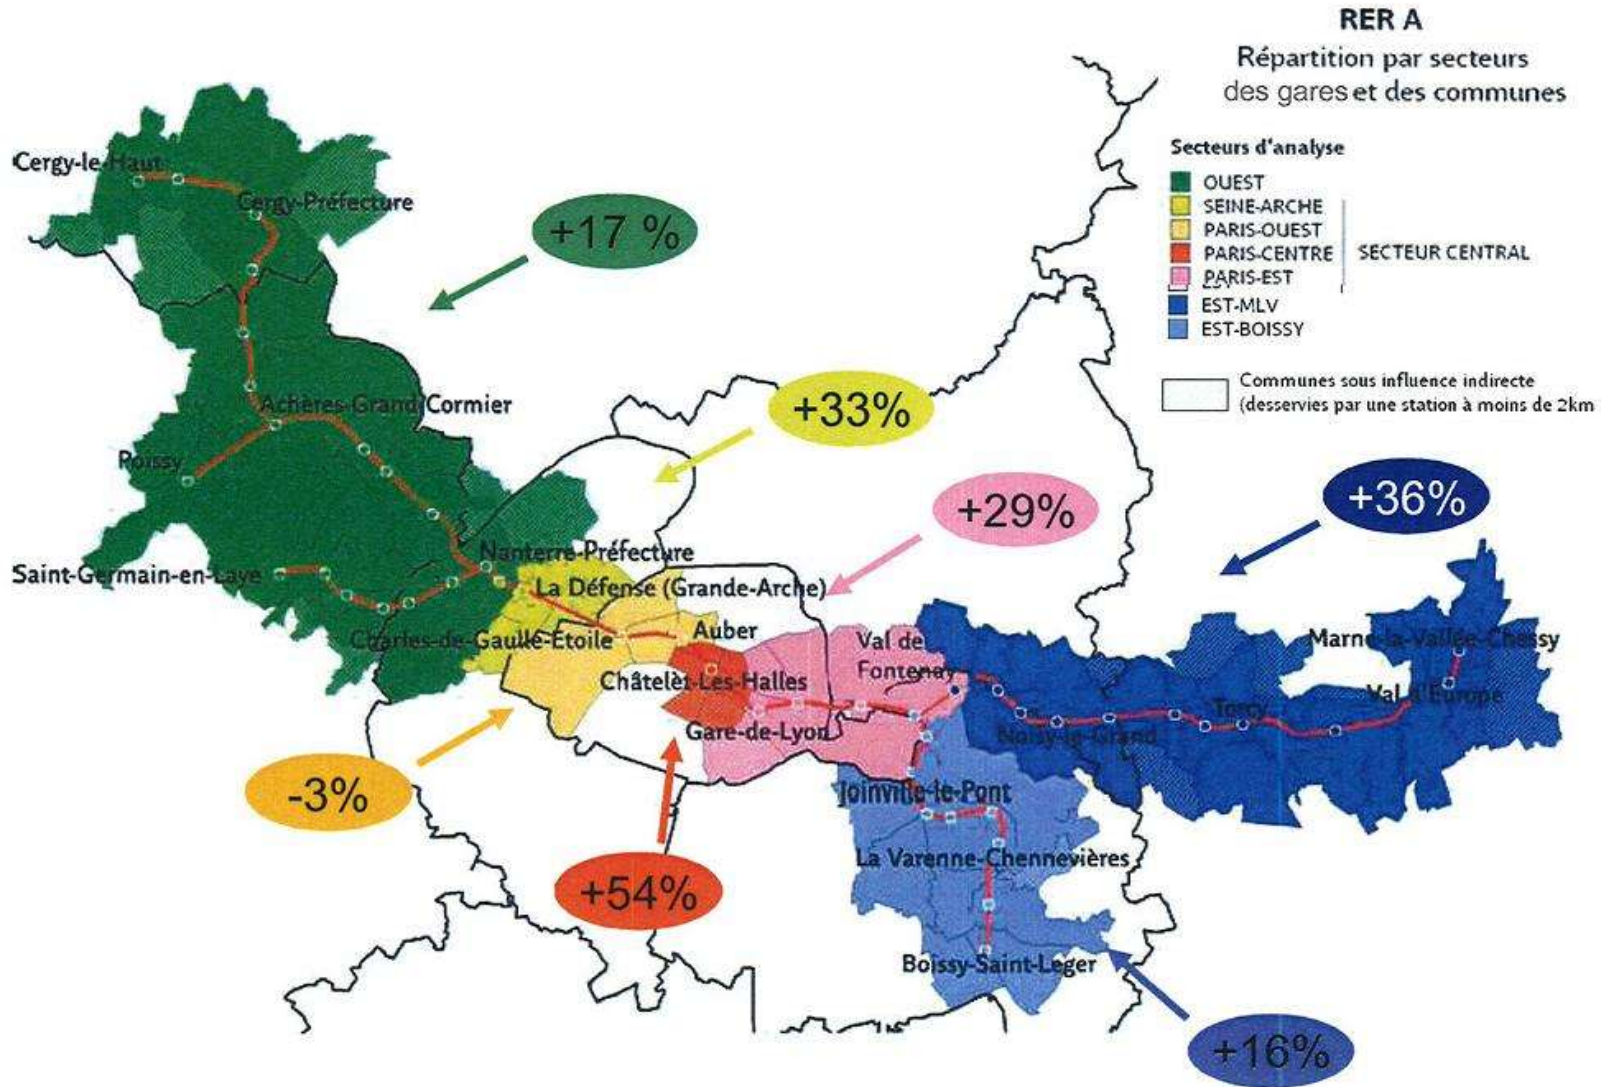 RER A
Répartition par secteurs
des gares et des communes
Secteurs d'analyse
OUEST
SEINE-ARCHE
PARIS-OUEST
PARIS-CENTRE
PARIS-EST
SECTEUR CENTRAL
EST-MLV
EST-BOISSY
Communes sous influence indirecte
(desservies par une station à moins de 2km
Cergy-le-Haut
Cergy-Préfecture
+17 %
Achères-Grand Cormier
+33%
Poissy
+29%
+36%
Nanterre-Préfecture
Saint-Germain-en-Laye
La Défense (Grande-Arche)
Charles-de-Gaulle-Etoile
Auber
Val de
Fontenay
Marne-la-Vallée-Chessy
Châtelet-Les-Halles
Val d'Europe
Torcy
Gare-de-Lyon
Noisy-le-Grand
-3%
Joinville-le-Pont
La Varenne-Chennevières
+54%
Boissy-Saint-Leger
+16%